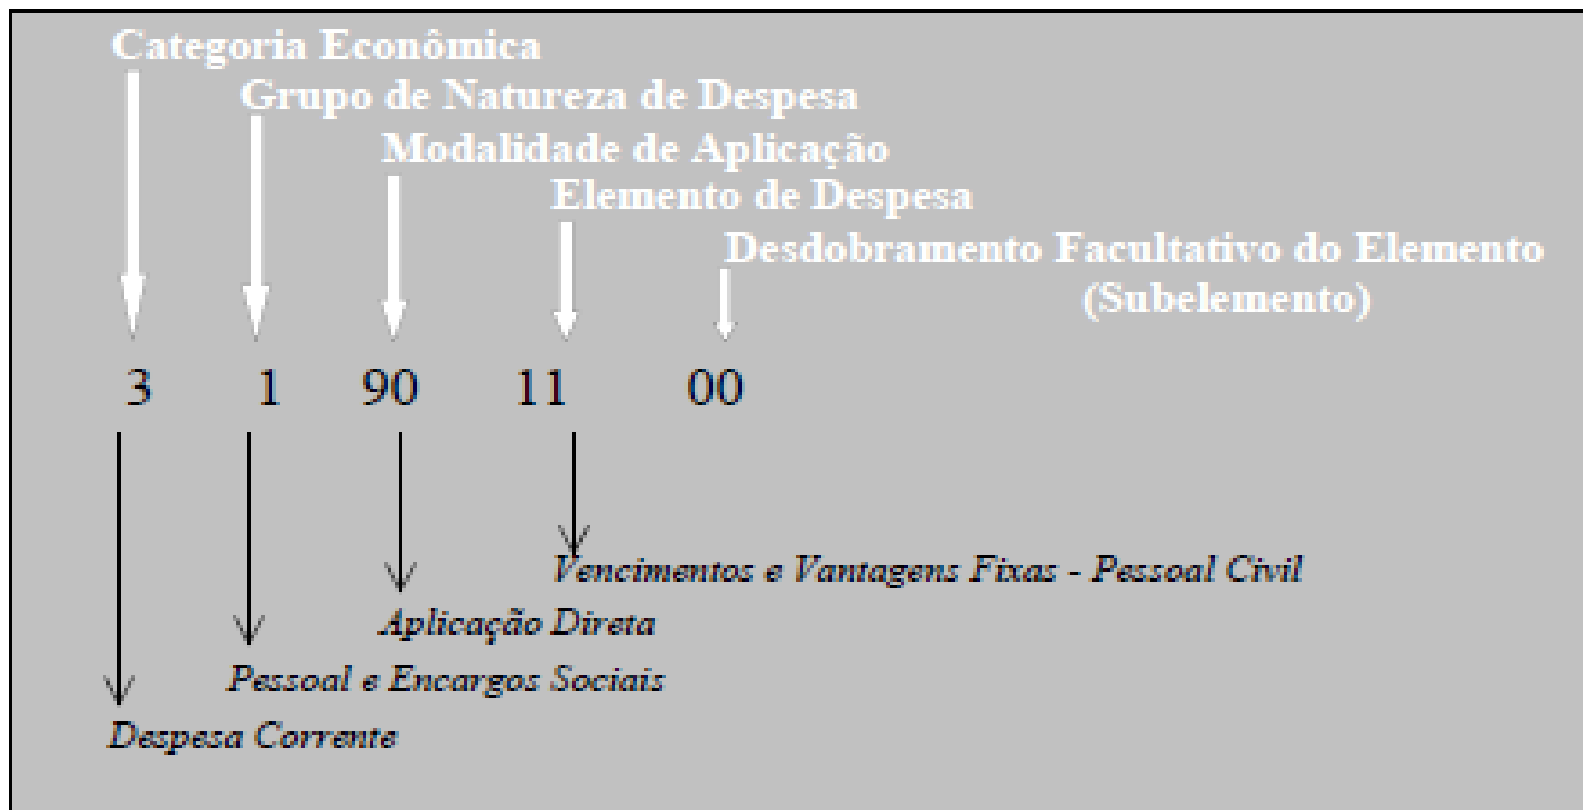 Categoria Econômica
Grupo de Natureza de Despesa
Modalidade de Aplicação
Elemento de Despesa
Desdobramento Facultativo do Elemento
(Subelemento)
3 1 90 11 00
Vencimentos e Vantagens Fixas - Pessoal Civil
Aplicação Direta
Pessoal e Encargos Sociais
Despesa Corrente